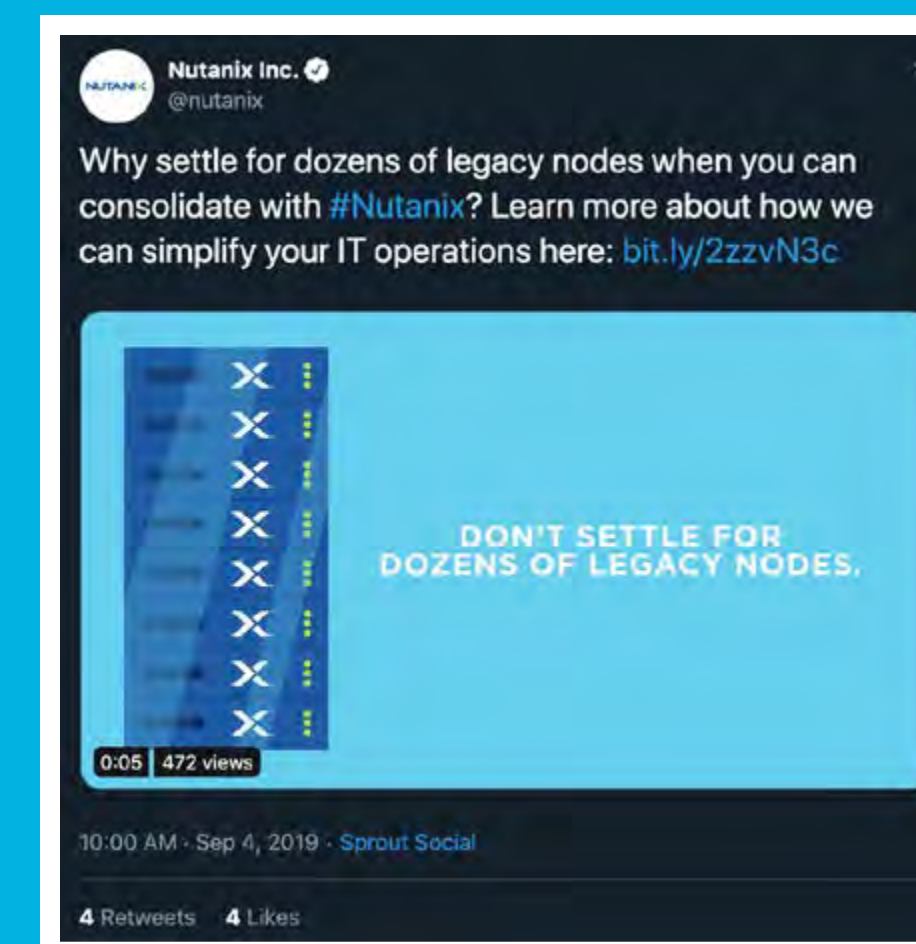 NUTANIX
Nutanix Inc.
@nutanix
Why settle for dozens of legacy nodes when you can
consolidate with #Nutanix? Learn more about how we
can simplify your IT operations here: bit.ly/2zzvN3c
X
X
X
X
X
X
X
X
DON'T SETTLE FOR
DOZENS OF LEGACY NODES.
0:05 472 views
10:00 AM · Sep 4, 2019 · Sprout Social
4 Retweets 4 Likes